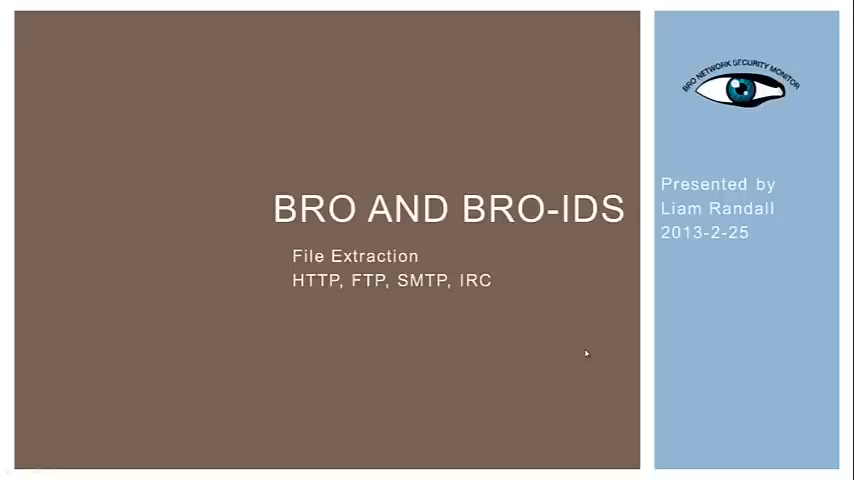 BRO NETWORK SECURITY MONITOR
BRO AND BRO-IDS
File Extraction
HTTP, FTP, SMTP, IRC
Presented by
Liam Randall
2013-2-25